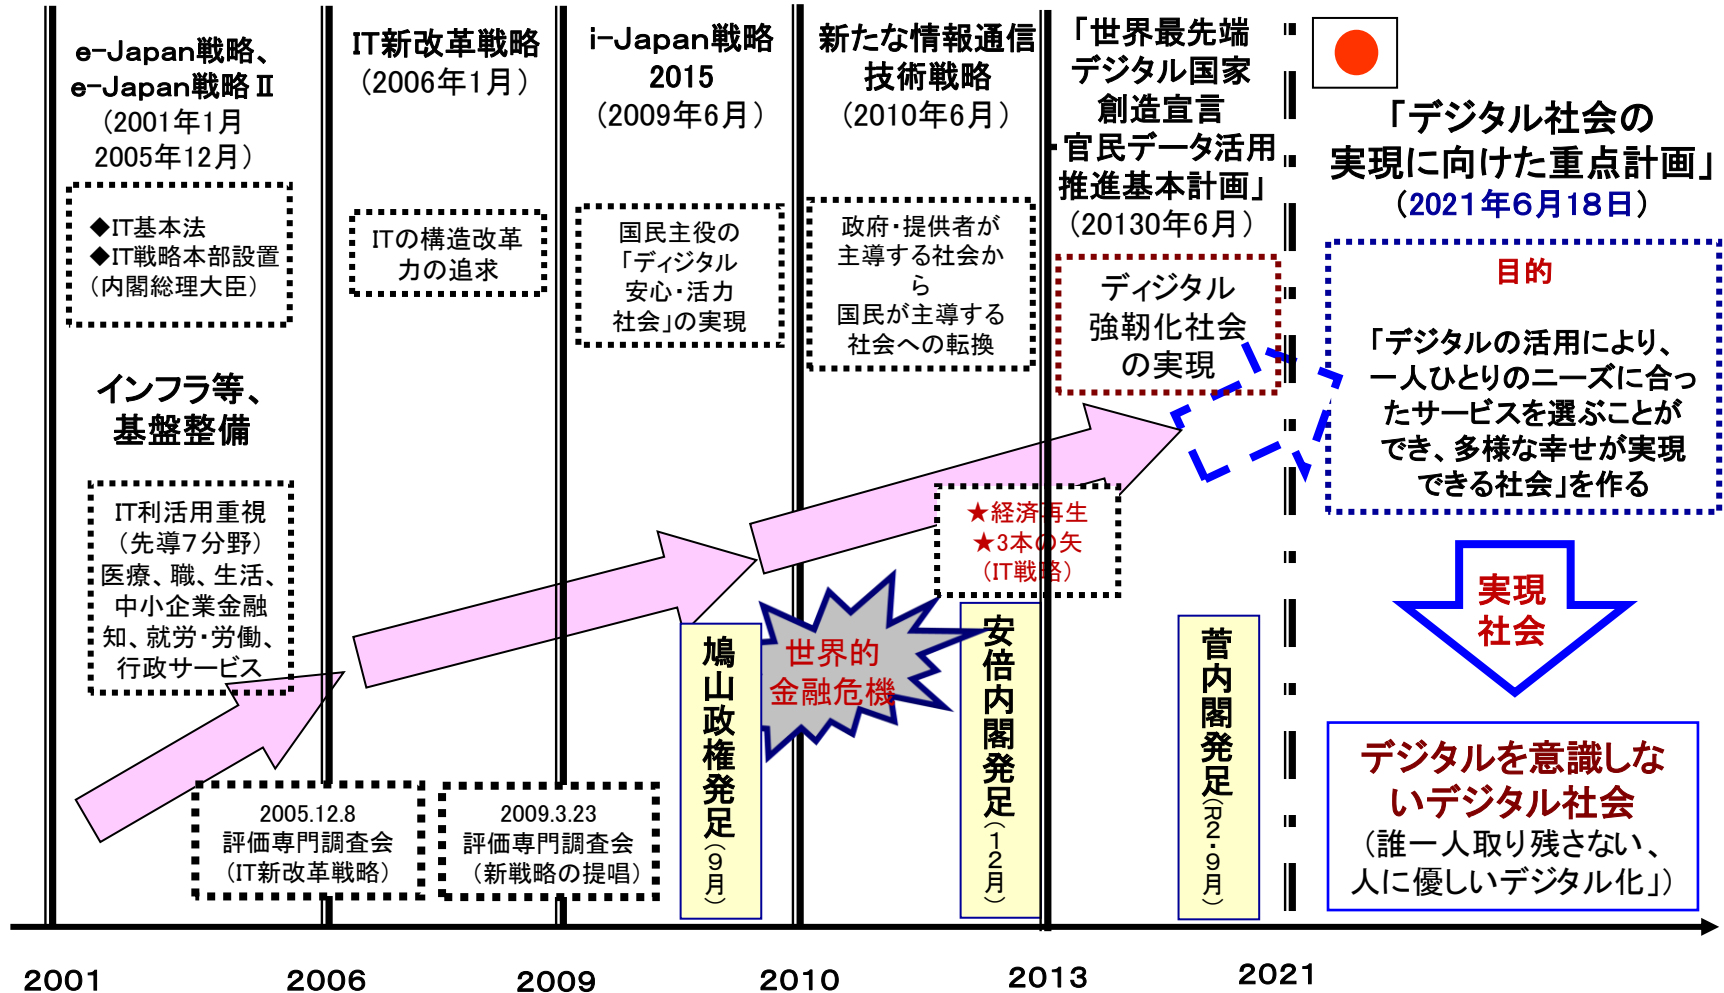 e-Japan戦略、
e-Japan戦略Ⅱ
(2001年1月
2005年12月)
◆IT基本法
◆IT戦略本部設置
(内閣総理大臣)
インフラ等、
基盤整備
IT利活用重視
(先導7分野)
医療、職、生活、
中小企業金融
知、就労・労働、
行政サービス
IT新改革戦略
(2006年1月)
ITの構造改革
力の追求
2005.12.8
評価専門調査会
(IT新改革戦略)
i-Japan戦略
2015
(2009年6月)
国民主役の
「ディジタル
安心・活力
社会」の実現
2009.3.23
評価専門調査会
(新戦略の提唱)
鳩山政権発足(9月)
世界的
金融危機
新たな情報通信
技術戦略
(2010年6月)
政府・提供者が
主導する社会か
ら
国民が主導する
社会への転換
★経済再生
★3本の矢
(IT戦略)
安倍内閣発足(12月)
「世界最先端
デジタル国家
創造宣言
・官民データ活用
推進基本計画」
(20130年6月)
ディジタル
強靭化社会
の実現
菅内閣発足(R2・9月)
「デジタル社会の
実現に向けた重点計画」
(2021年6月18日)
目的
「デジタルの活用により、
一人ひとりのニーズに合っ
たサービスを選ぶことが
でき、多様な幸せが実現
できる社会」を作る
実現
社会
デジタルを意識しな
いデジタル社会
(誰一人取り残さない、
人に優しいデジタル化」)
2001
2006
2009
2010
2013
2021